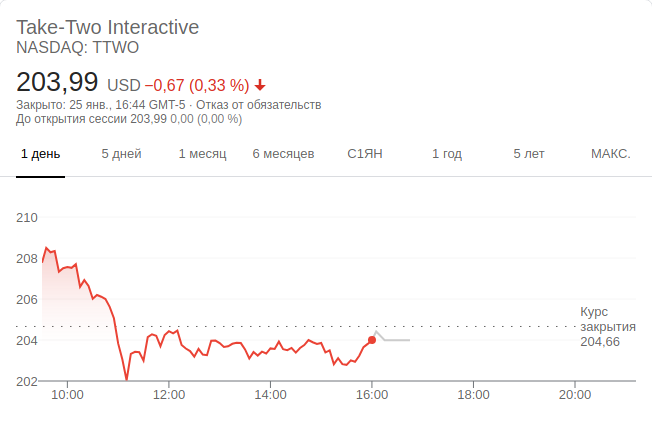 Take-Two Interactive
NASDAQ: TTWO
203,99 USD −0,67 (0,33 %)
Закрыто: 25 янв., 16:44 GMT-5 · Отказ от обязательств
До открытия сессии 203,99 0,00 (0,00 %)
1 день 5 дней 1 месяц 6 месяцев С1ЯН 1 год 5 лет МАКС.
210
208
206
Курс
закрытия
204,66
204
202
10:00 12:00 14:00 16:00 18:00 20:00